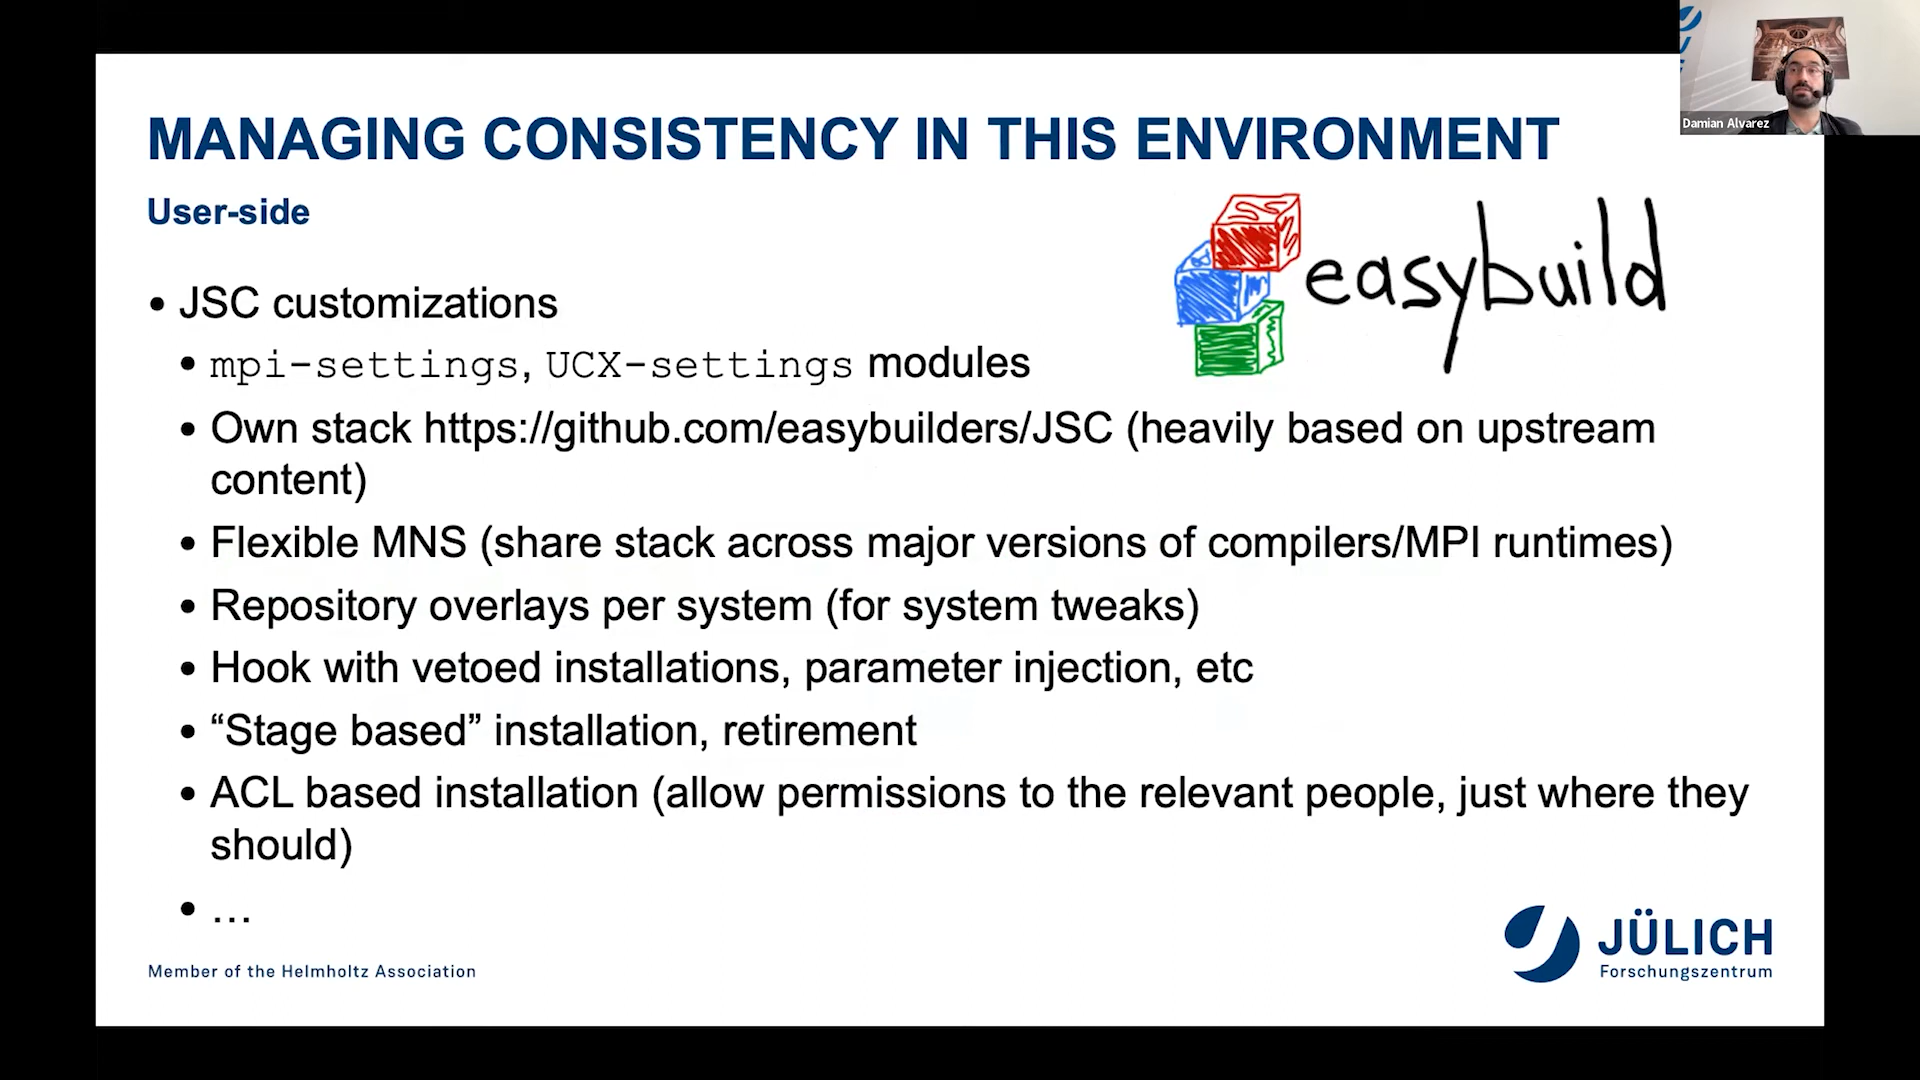 Damian Alvarez
MANAGING CONSISTENCY IN THIS ENVIRONMENT
User-side
easybuild
• JSC customizations
• mpi-settings, UCX-settings modules
• Own stack https://github.com/easybuilders/JSC (heavily based on upstream
content)
• Flexible MNS (share stack across major versions of compilers/MPI runtimes)
• Repository overlays per system (for system tweaks)
• Hook with vetoed installations, parameter injection, etc
• “Stage based” installation, retirement
• ACL based installation (allow permissions to the relevant people, just where they
should)
• …
Member of the Helmholtz Association
JÜLICH
Forschungszentrum